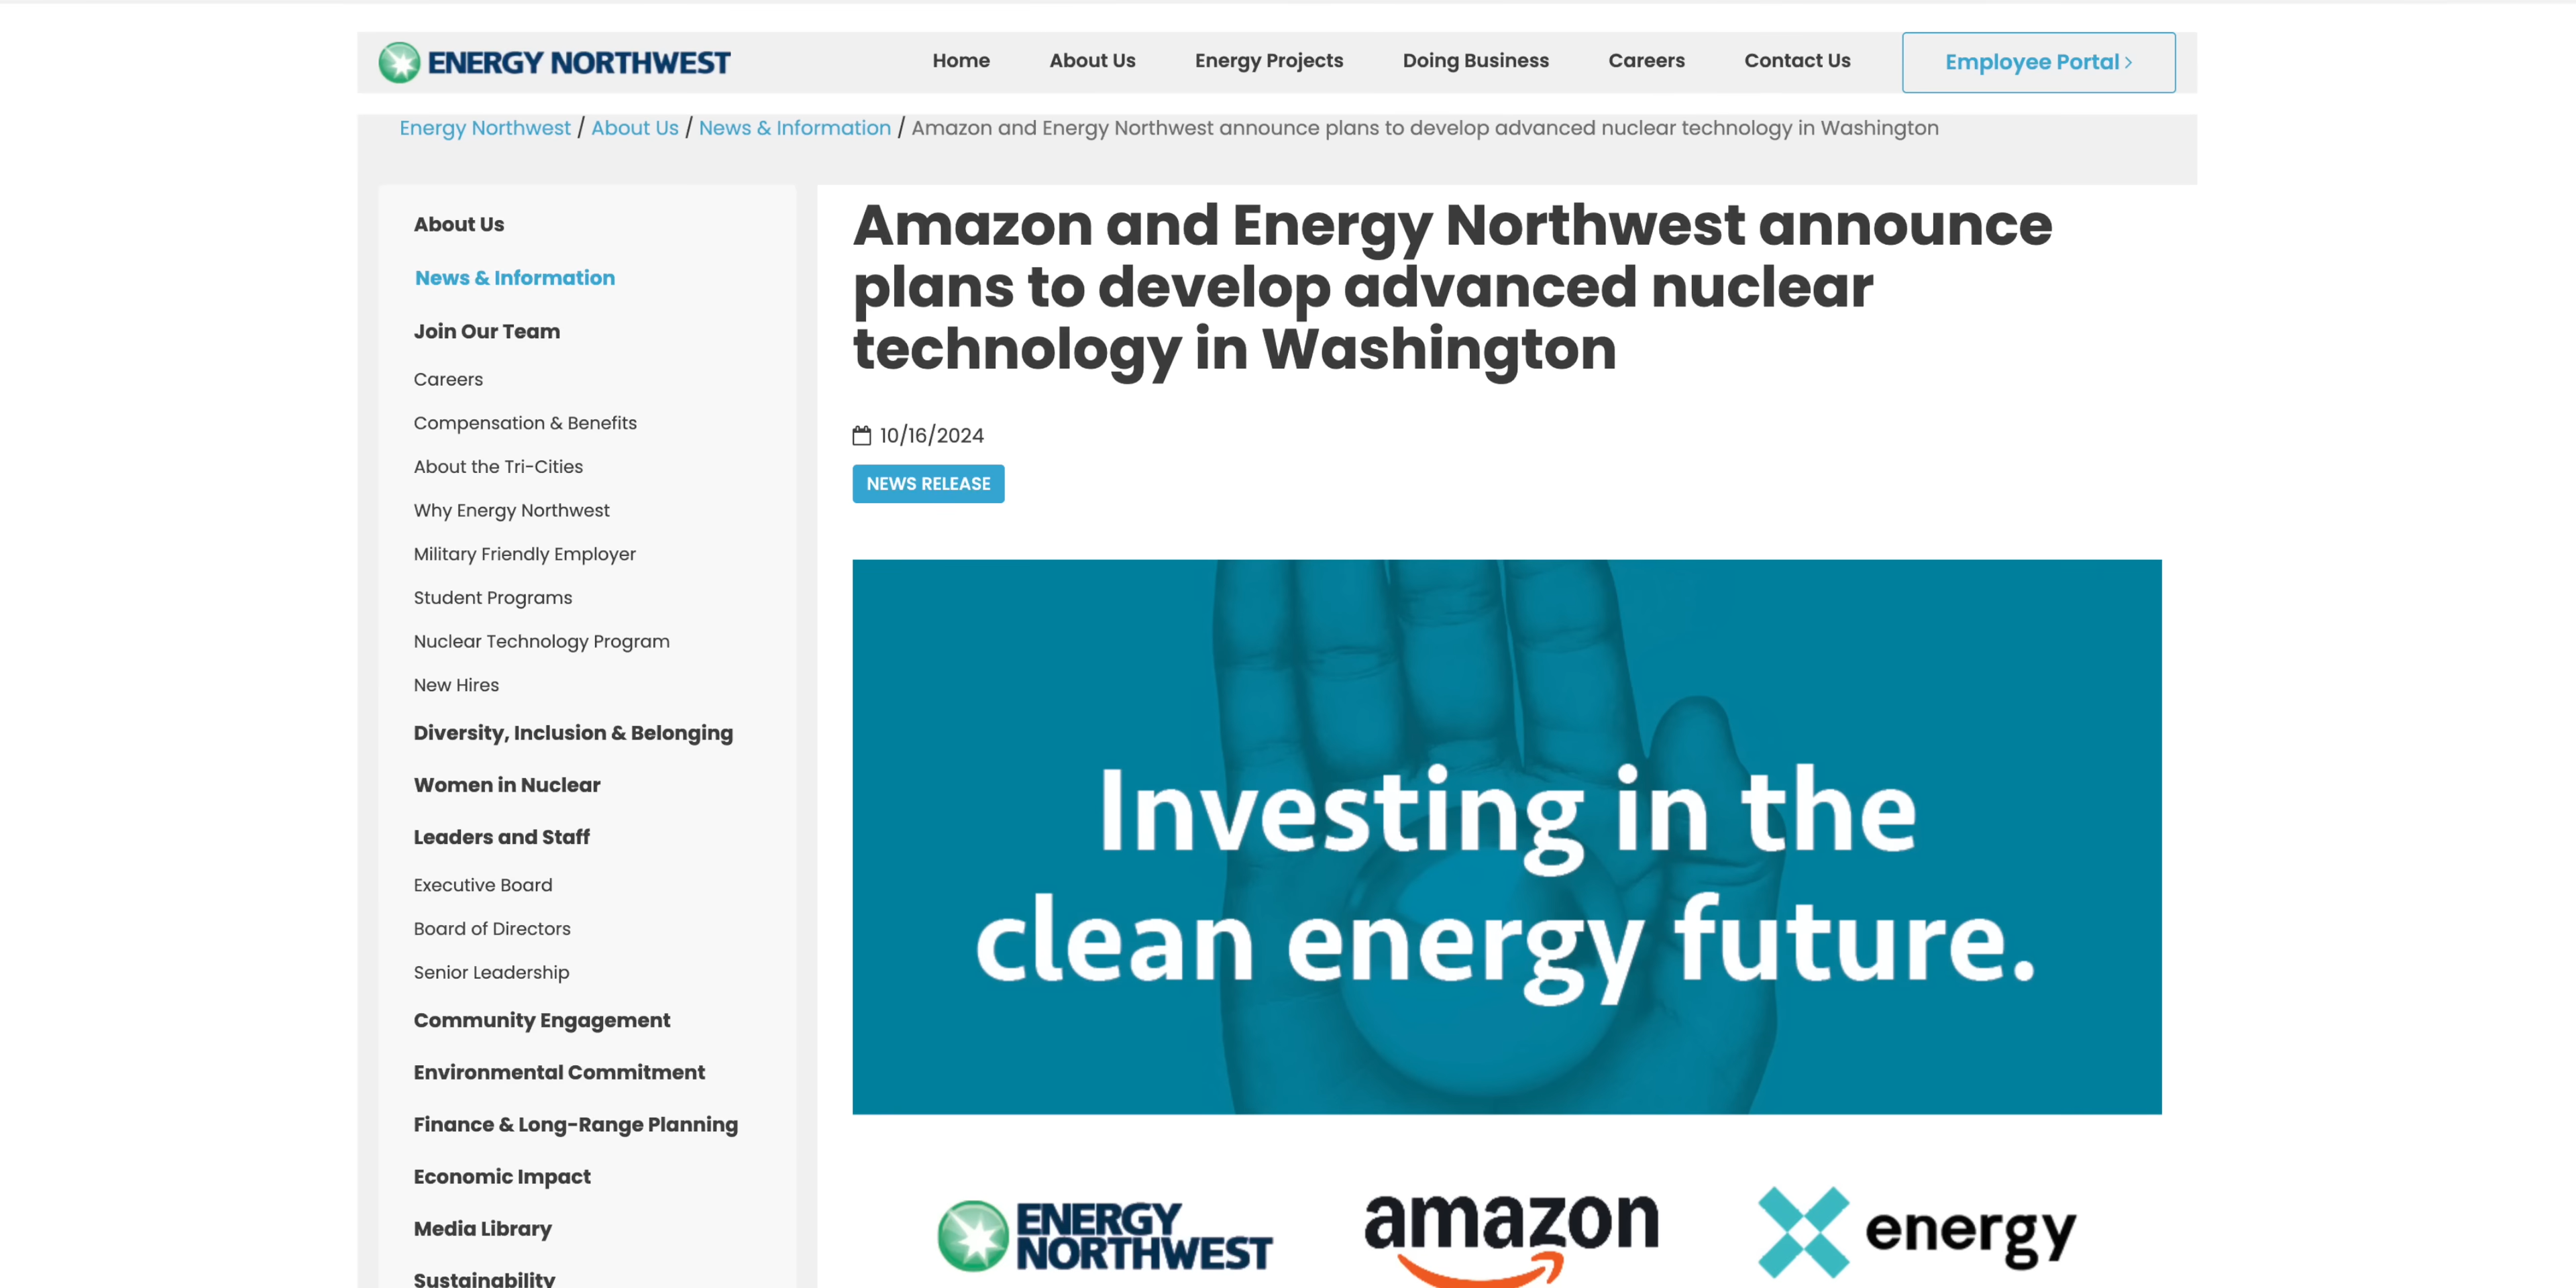 ENERGY NORTHWEST
Home About Us Energy Projects Doing Business Careers Contact Us Employee Portal ›
Energy Northwest / About Us / News & Information / Amazon and Energy Northwest announce plans to develop advanced nuclear technology in Washington
About Us
News & Information
Join Our Team
Careers
Compensation & Benefits
About the Tri-Cities
Why Energy Northwest
Military Friendly Employer
Student Programs
Nuclear Technology Program
New Hires
Diversity, Inclusion & Belonging
Women in Nuclear
Leaders and Staff
Executive Board
Board of Directors
Senior Leadership
Community Engagement
Environmental Commitment
Finance & Long-Range Planning
Economic Impact
Media Library
Sustainability
Amazon and Energy Northwest announce
plans to develop advanced nuclear
technology in Washington
10/16/2024
NEWS RELEASE
Investing in the
clean energy future.
ENERGY
NORTHWEST
amazon
X energy